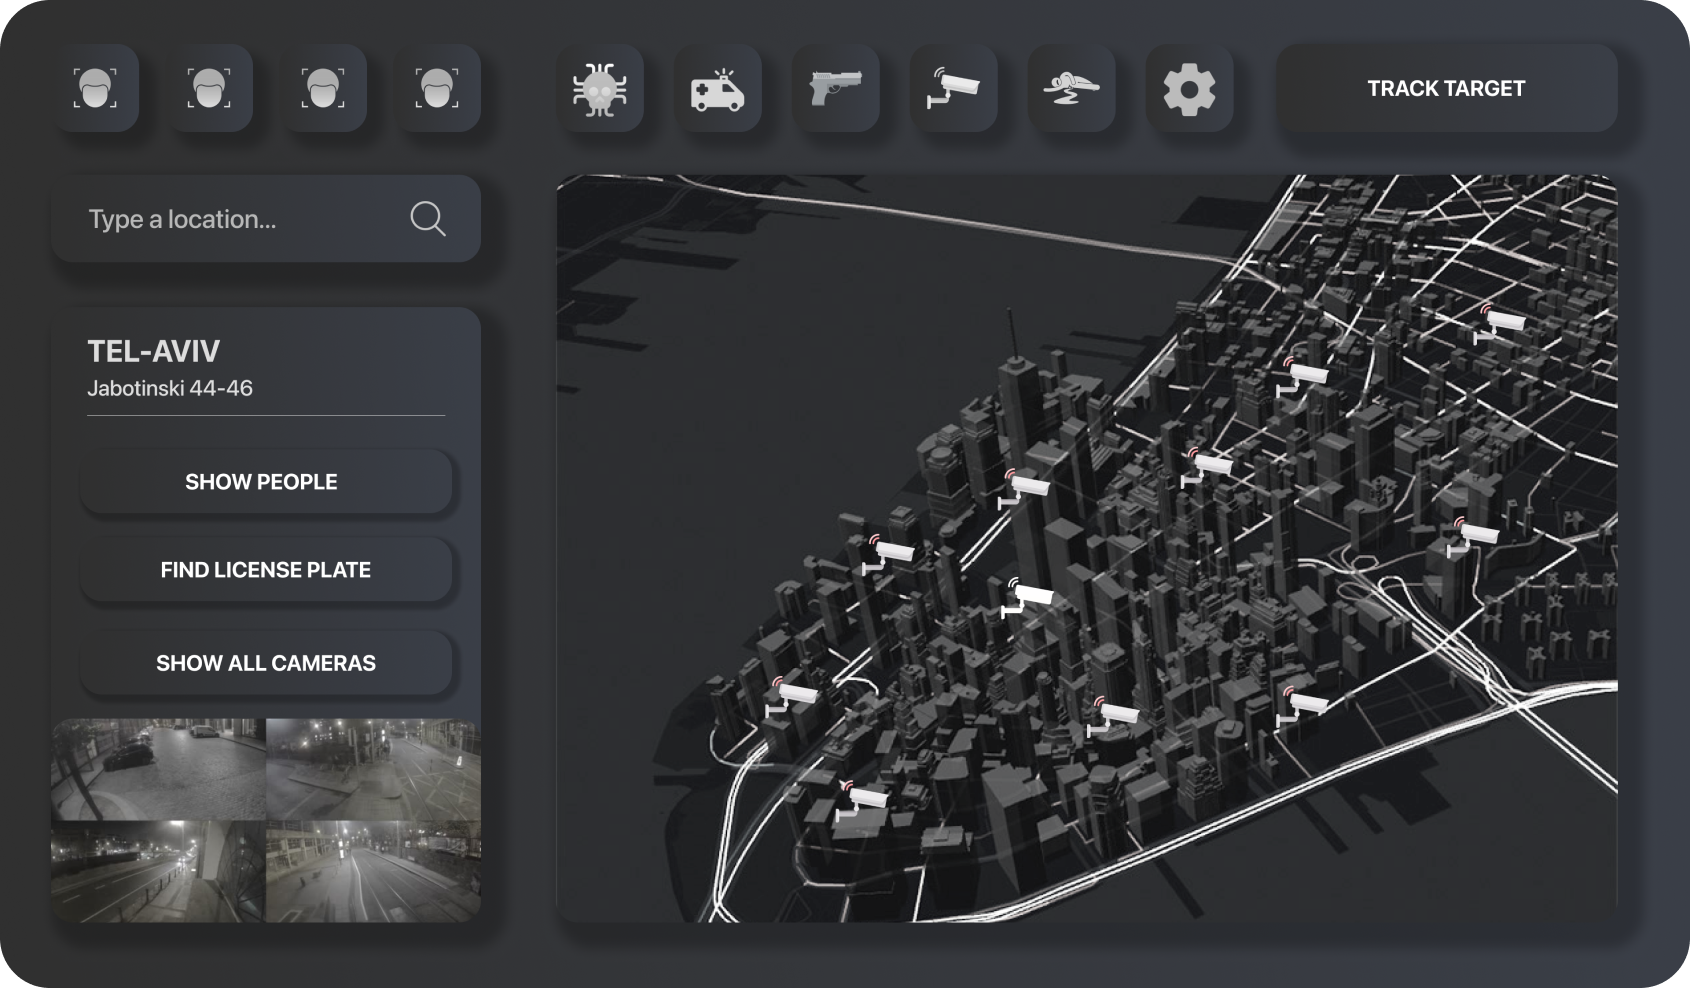 TRACK TARGET
Type a location...
TEL-AVIV
Jabotinski 44-46
SHOW PEOPLE
FIND LICENSE PLATE
SHOW ALL CAMERAS